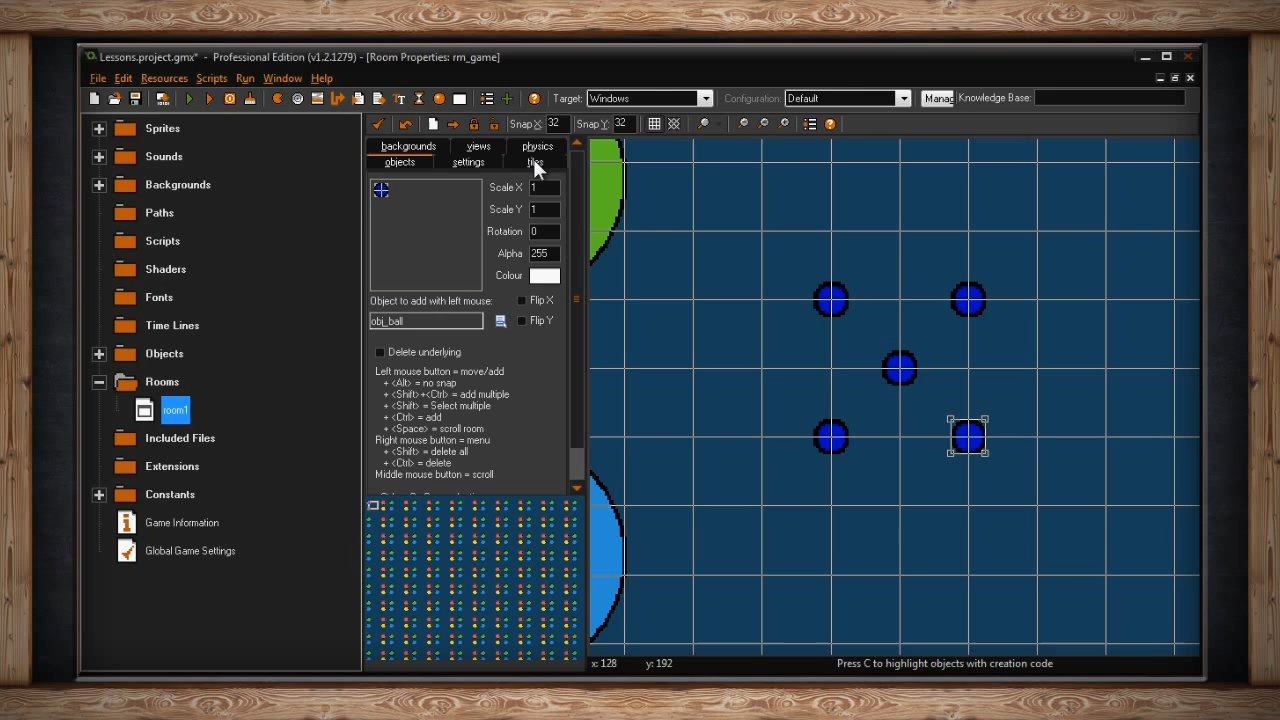 Lessons.project.gmx* - Professional Edition (v1.2.1279) - [Room Properties: rm_game]
File Edit Resources Scripts Run Window Help
Target: Windows Configuration: Default Manag Knowledge Base:
Snap X: 32 Snap Y: 32
Sprites
Sounds
Backgrounds
Paths
Scripts
Shaders
Fonts
Time Lines
Objects
Rooms
room1
Included Files
Extensions
Constants
Game Information
Global Game Settings
backgrounds views physics
objects settings tiles
Scale X 1
Scale Y 1
Rotation 0
Alpha 255
Colour
Object to add with left mouse: Flip X
obj_ball Flip Y
Delete underlying
Left mouse button = move/add
+ <Alt> = no snap
+ <Shift>+<Ctrl> = add multiple
+ <Shift> = Select multiple
+ <Ctrl> = add
+ <Space> = scroll room
Right mouse button = menu
+ <Shift> = delete all
+ <Ctrl> = delete
Middle mouse button = scroll
x: 128 y: 192 Press C to highlight objects with creation code